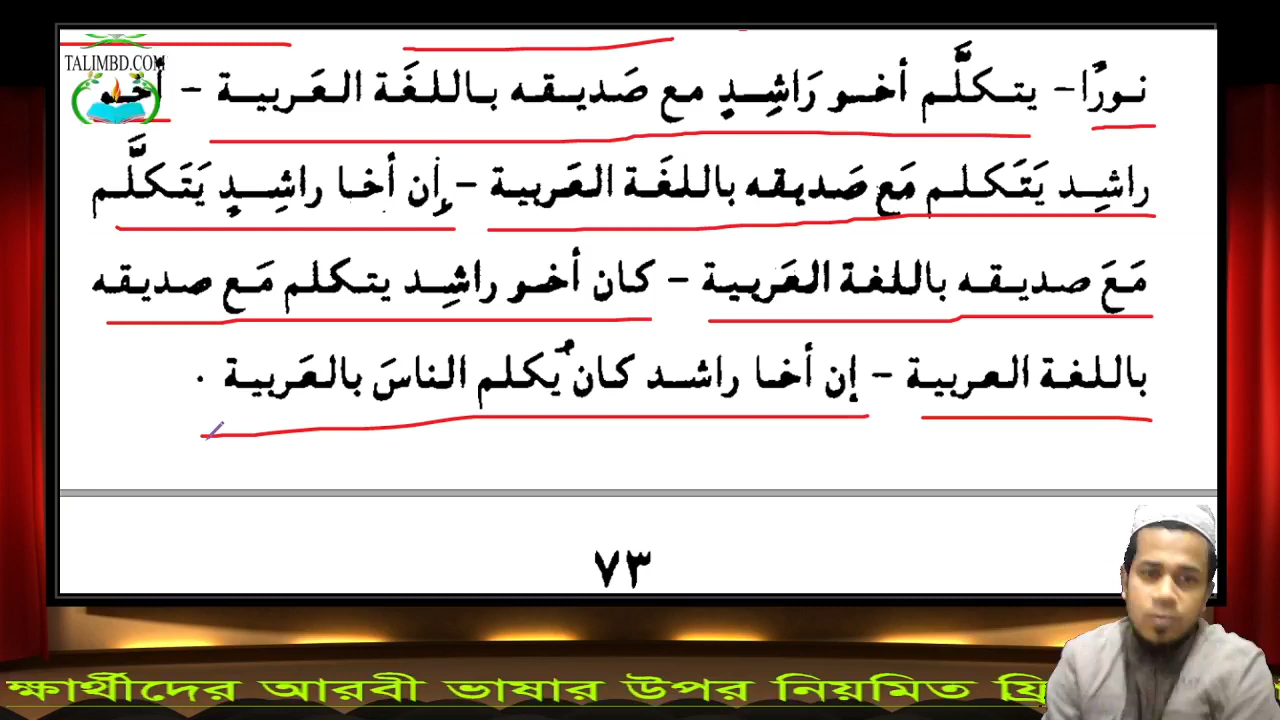 TALIMBD.COM
نورًا - يتكلَّم أخو رَاشِدٍ مع صَديقه باللغَة العَربية - أخو
راشِد يَتَكلم مَع صَديقه باللغَة العَربية - إِن أخا راشِدٍ يَتَكلَّم
مَعَ صديقه باللغة العَربية - كان أخو راشِد يتكلم مَع صديقه
باللغة العربية - إن أخا راشد كان يُكلم الناسَ بالعَربية .
٧٣
ক্ষার্থীদের আরবী ভাষার উপর নিয়মিত ফ্রি